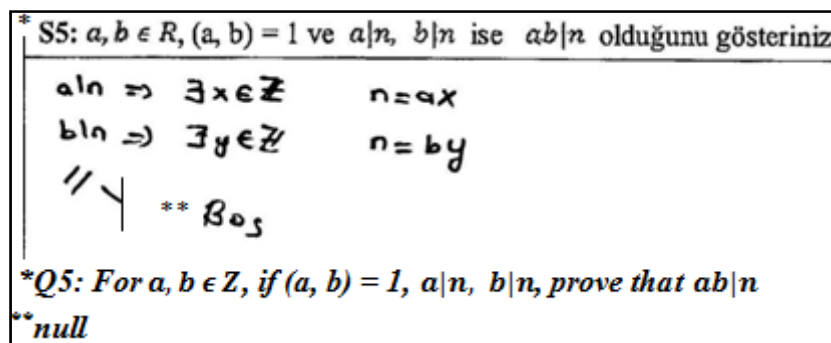 * S5: a, b ϵ R, (a, b) = 1 ve a|n, b|n ise ab|n olduğunu gösteriniz
a|n => ∃x∈Z n=ax
b|n => ∃y∈Z n=by
** Boş
*Q5: For a, b ϵ Z, if (a, b) = 1, a|n, b|n, prove that ab|n
**null